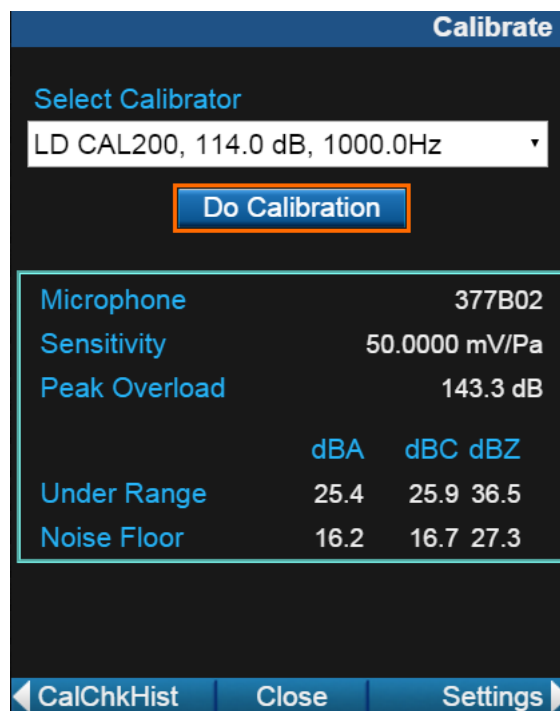 Calibrate
Select Calibrator
LD CAL200, 114.0 dB, 1000.0Hz
Do Calibration
Microphone 377B02
Sensitivity 50.0000 mV/Pa
Peak Overload 143.3 dB
dBA dBC dBZ
Under Range 25.4 25.9 36.5
Noise Floor 16.2 16.7 27.3
CalChkHist Close Settings